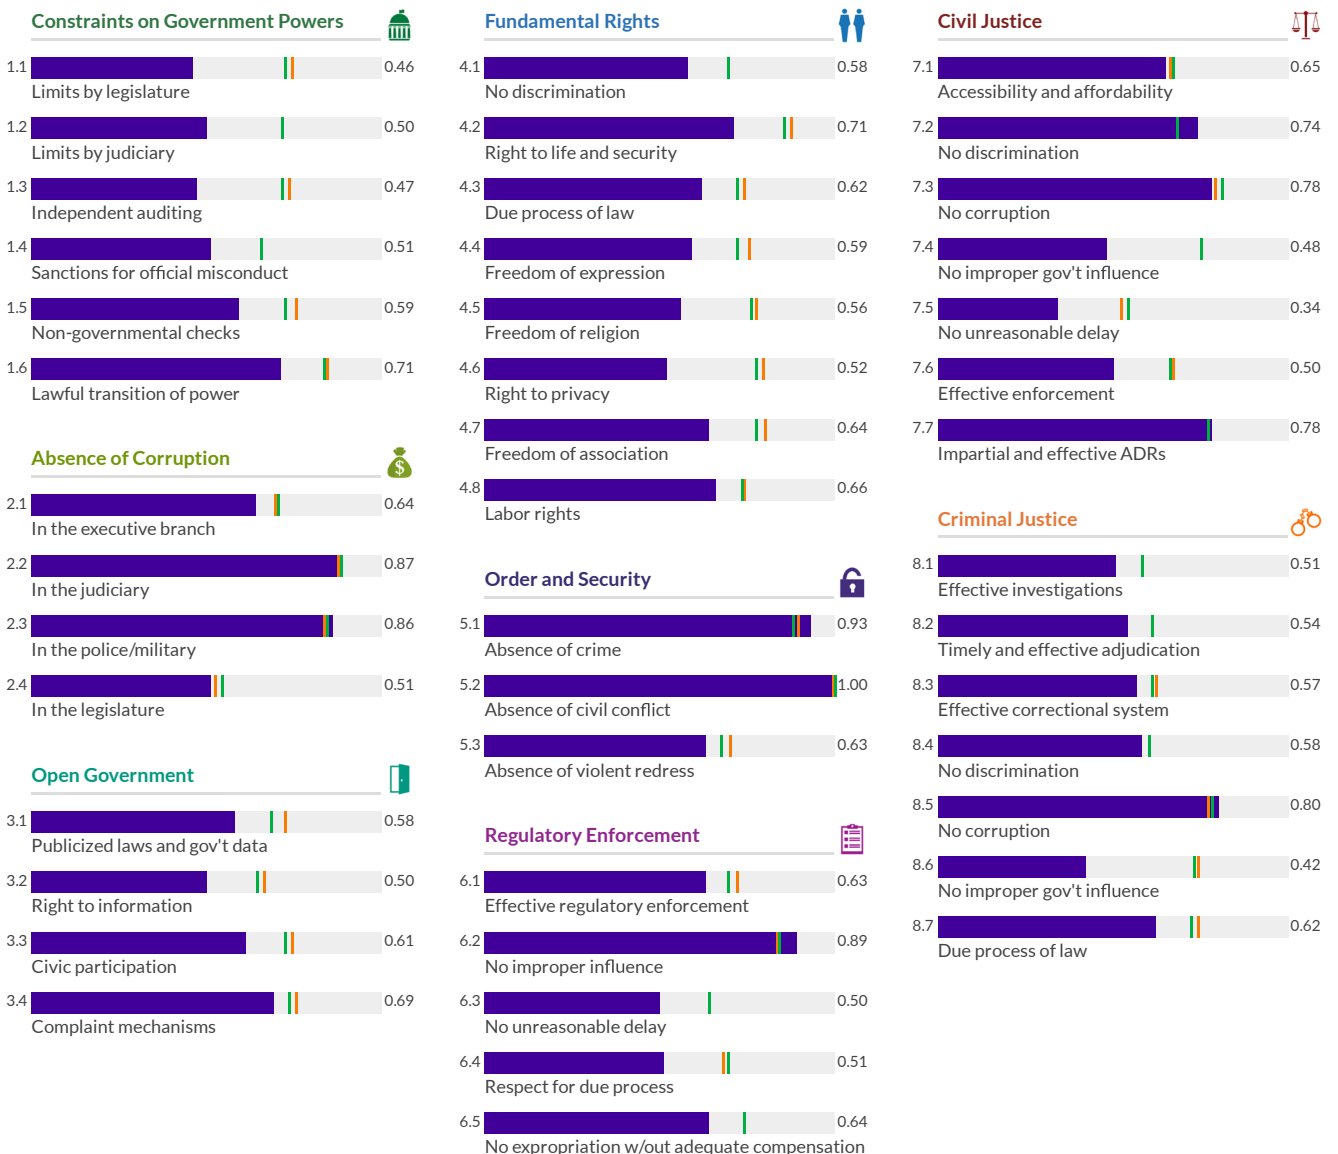 Constraints on Government Powers
1.1 0.46
Limits by legislature
1.2 0.50
Limits by judiciary
1.3 0.47
Independent auditing
1.4 0.51
Sanctions for official misconduct
1.5 0.59
Non-governmental checks
1.6 0.71
Lawful transition of power
Absence of Corruption
2.1 0.64
In the executive branch
2.2 0.87
In the judiciary
2.3 0.86
In the police/military
2.4 0.51
In the legislature
Open Government
3.1 0.58
Publicized laws and gov't data
3.2 0.50
Right to information
3.3 0.61
Civic participation
3.4 0.69
Complaint mechanisms
Fundamental Rights
4.1 0.58
No discrimination
4.2 0.71
Right to life and security
4.3 0.62
Due process of law
4.4 0.59
Freedom of expression
4.5 0.56
Freedom of religion
4.6 0.52
Right to privacy
4.7 0.64
Freedom of association
4.8 0.66
Labor rights
Order and Security
5.1 0.93
Absence of crime
5.2 1.00
Absence of civil conflict
5.3 0.63
Absence of violent redress
Regulatory Enforcement
6.1 0.63
Effective regulatory enforcement
6.2 0.89
No improper influence
6.3 0.50
No unreasonable delay
6.4 0.51
Respect for due process
6.5 0.64
No expropriation w/out adequate compensation
Civil Justice
7.1 0.65
Accessibility and affordability
7.2 0.74
No discrimination
7.3 0.78
No corruption
7.4 0.48
No improper gov't influence
7.5 0.34
No unreasonable delay
7.6 0.50
Effective enforcement
7.7 0.78
Impartial and effective ADRs
Criminal Justice
8.1 0.51
Effective investigations
8.2 0.54
Timely and effective adjudication
8.3 0.57
Effective correctional system
8.4 0.58
No discrimination
8.5 0.80
No corruption
8.6 0.42
No improper gov't influence
8.7 0.62
Due process of law